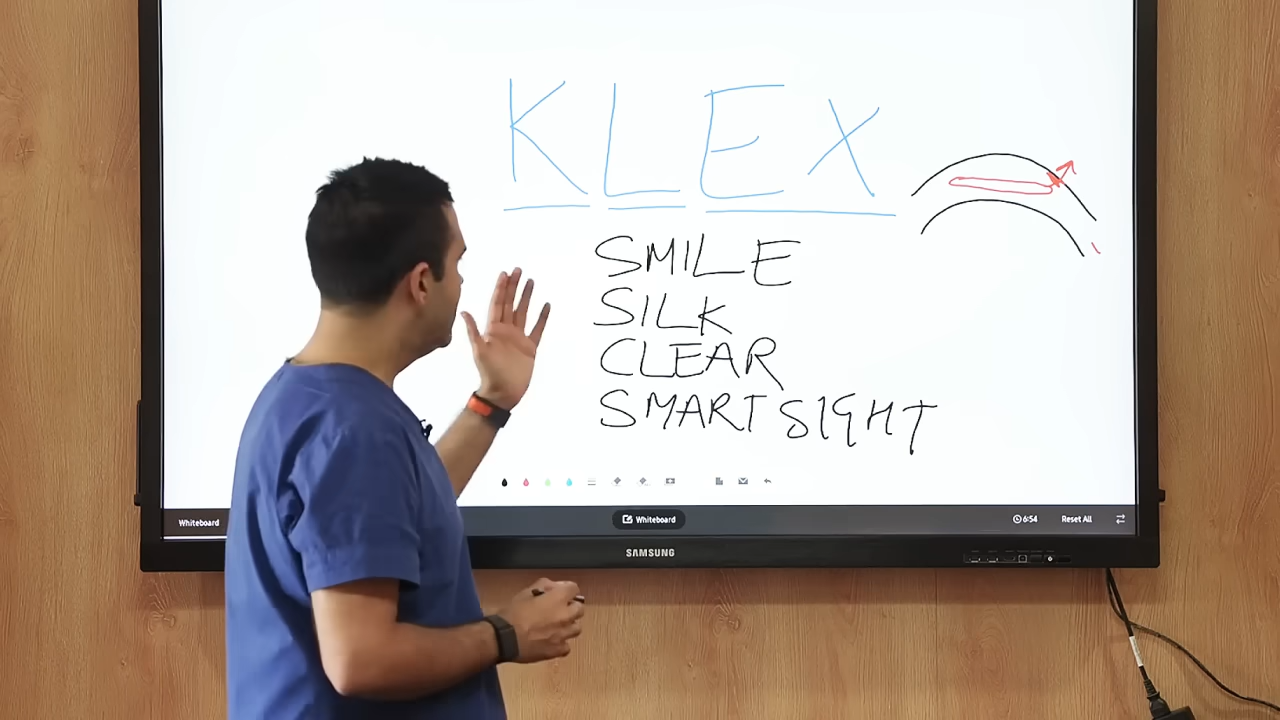 KLEX
SMILE
SILK
CLEAR
SMART SIGHT
Whiteboard
Whiteboard
6:54
Reset All
SAMSUNG